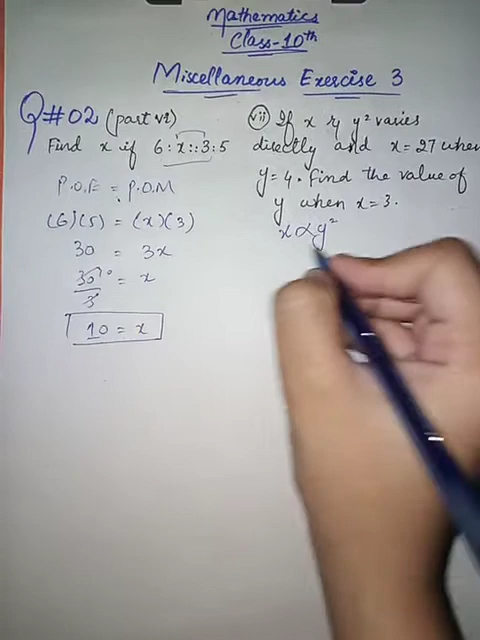 Mathematics
Class-10th
Miscellaneous Exercise 3
Q#02 (part vi)
Find x if 6:x::3:5
P.O.E = P.O.M
(6)(5) = (x)(3)
30 = 3x
30/3 10 = x
10 = x
(vii) If x & y² varies
directly and x=27 when
y=4. Find the value of
y when x=3.
x∝y²